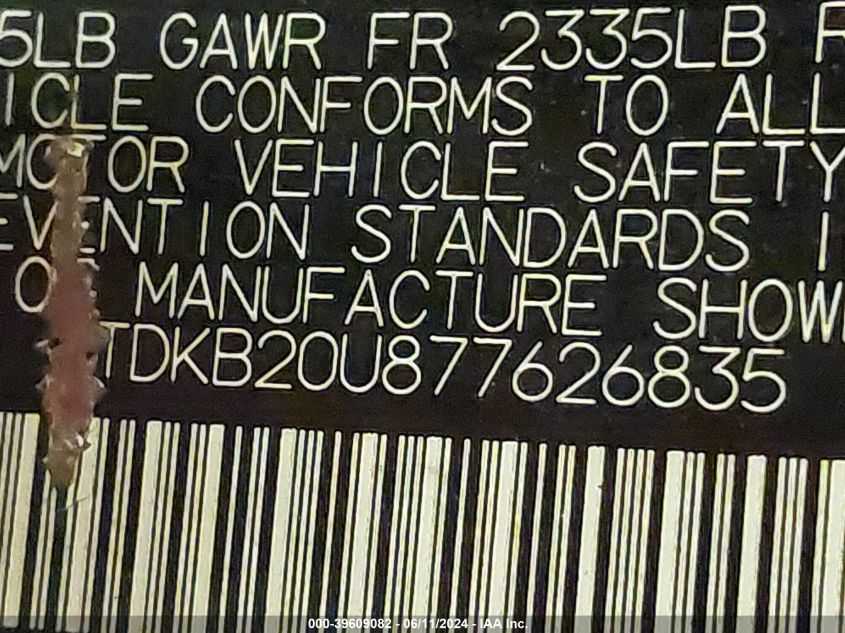 5LB GAWR FR 2335LB R
ICLE CONFORMS TO ALL
MOTOR VEHICLE SAFETY
EVENTION STANDARDS I
OF MANUFACTURE SHOW
TDKB20U877626835
000-39609082 - 06/11/2024 - IAA Inc.